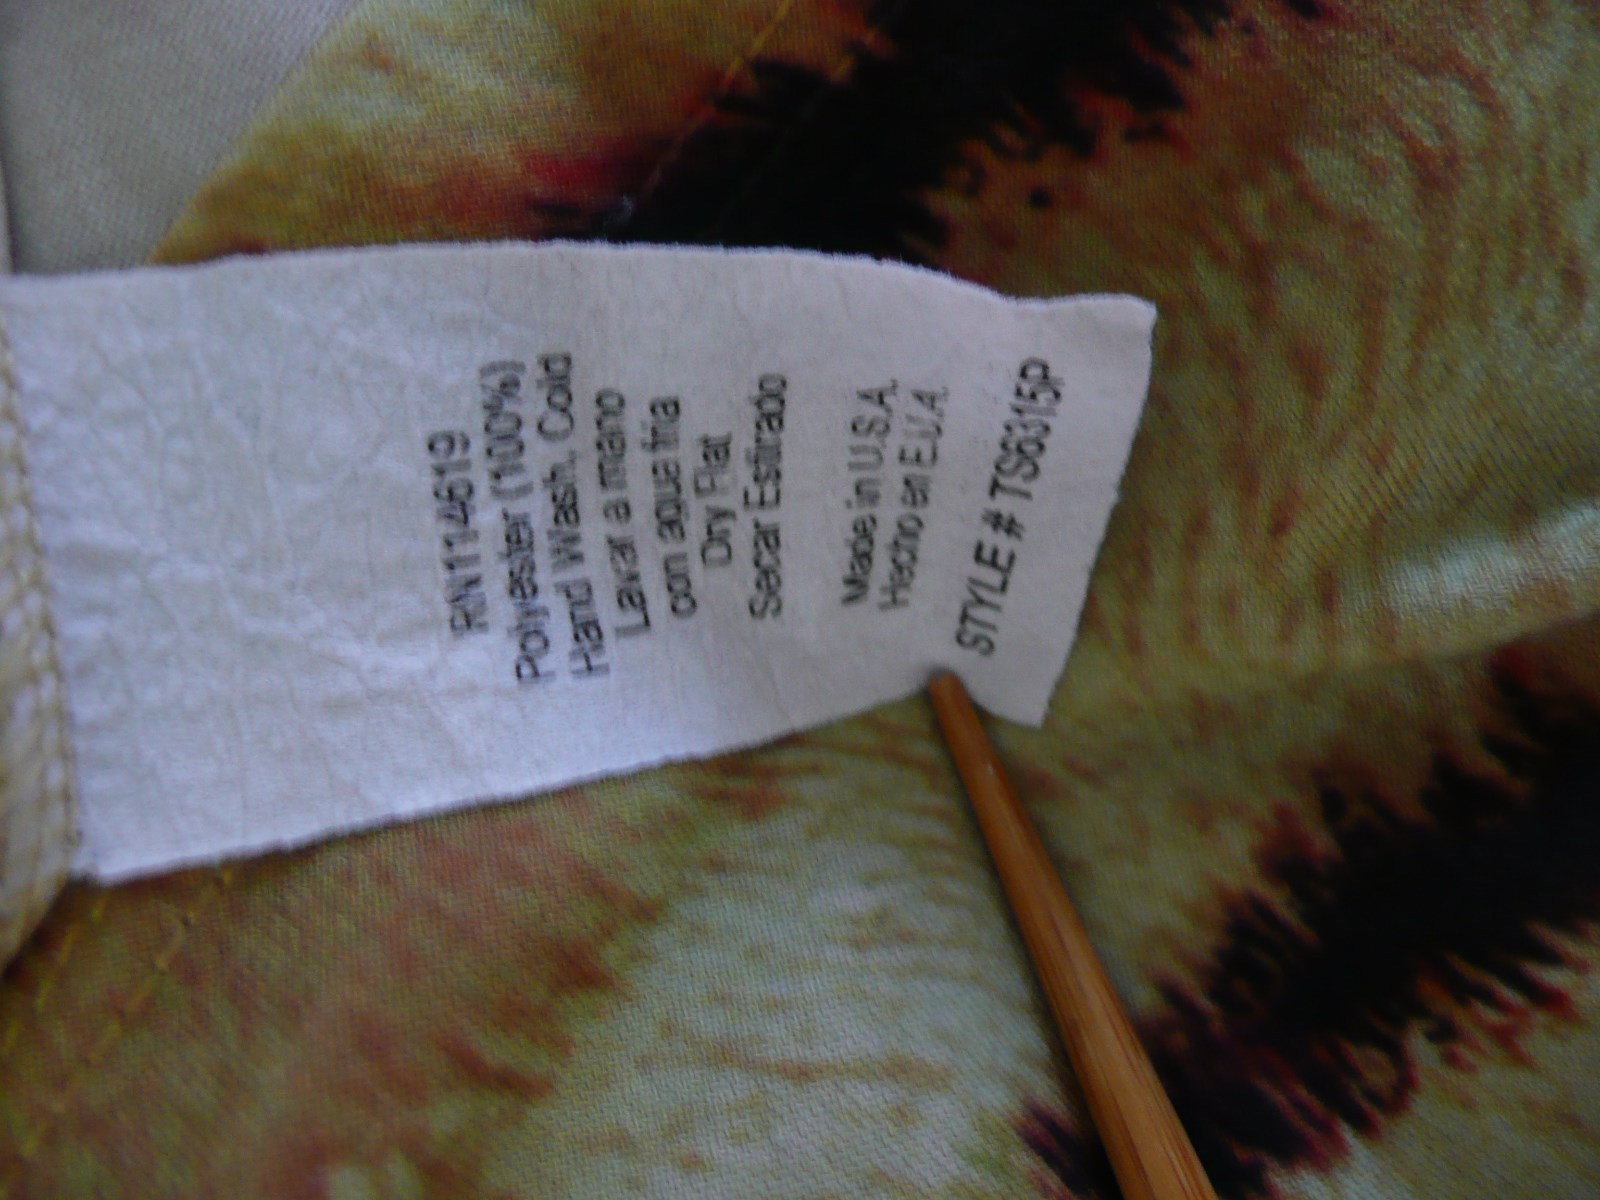 RN114619
Polyester (100%)
Hand Wash. Cold
Lavar a mano
con agua fria
Dry Flat
Secar Estirado
Made in U.S.A.
Hecho en E.U.A.
STYLE # TS6315P